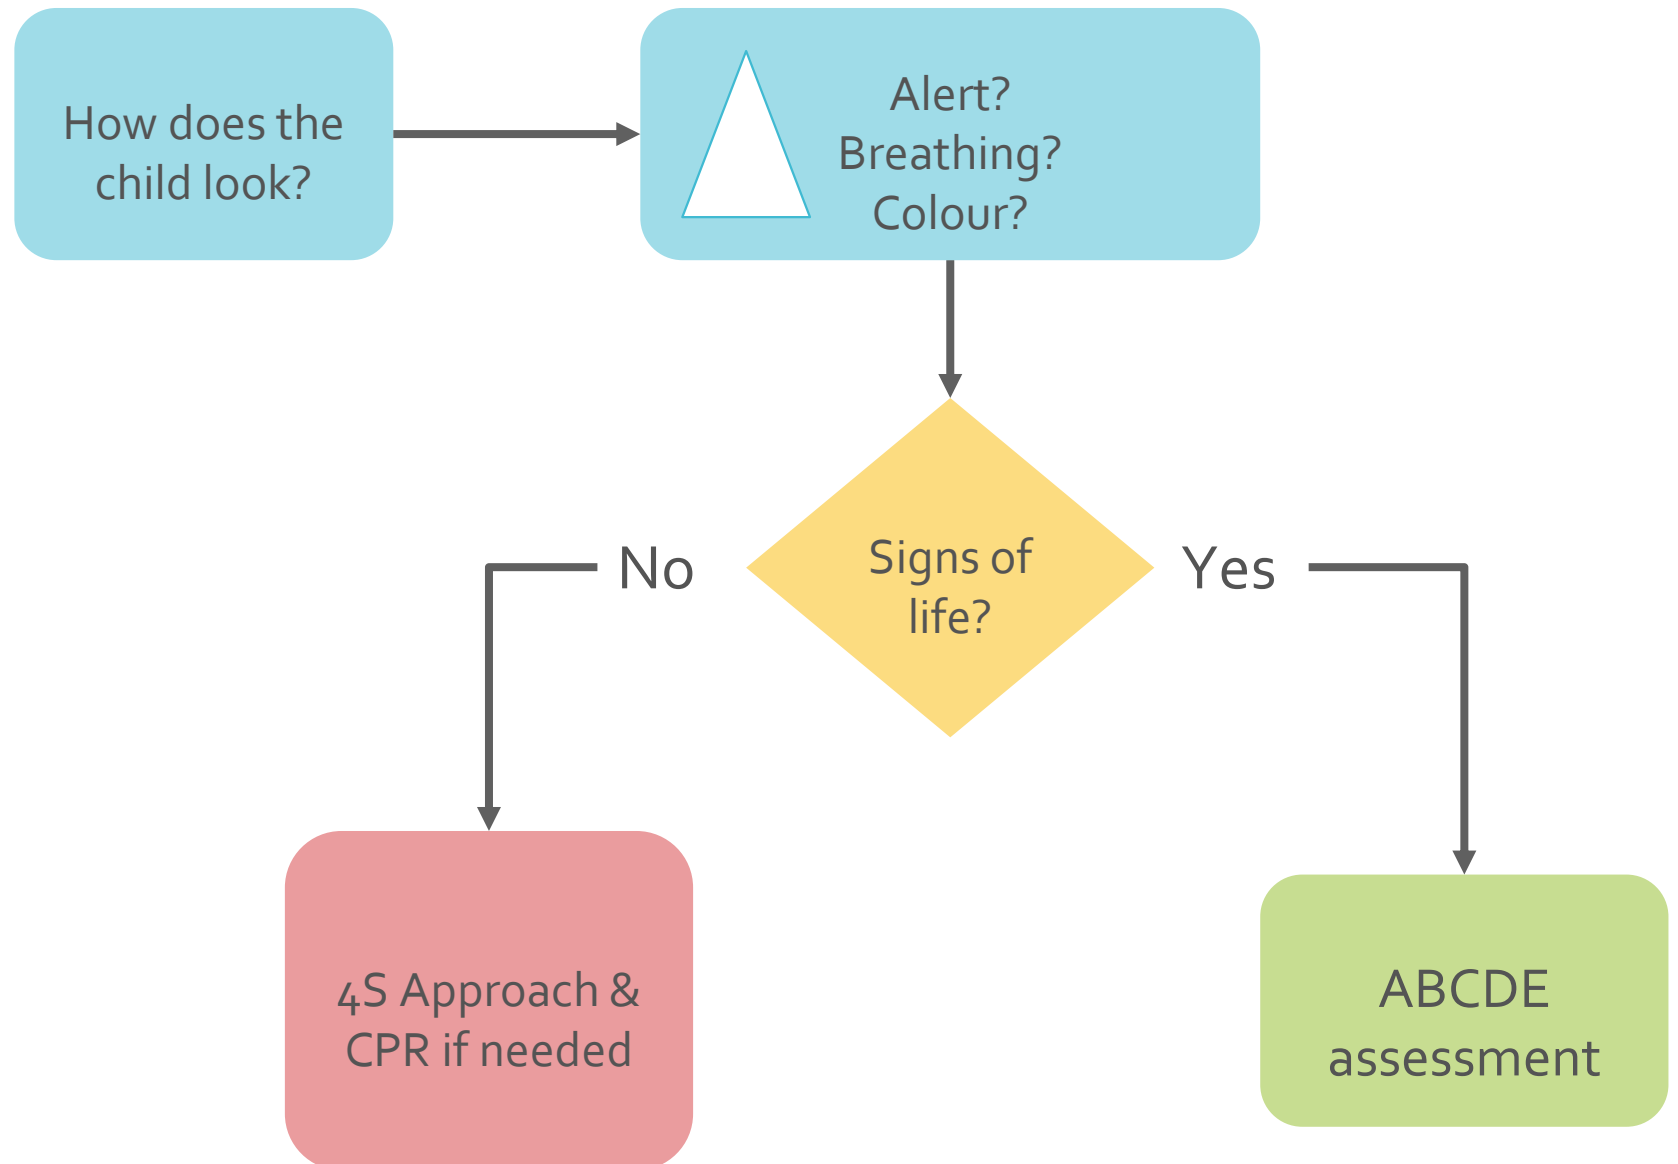 How does the
child look?
Alert?
Breathing?
Colour?
Signs of
life?
No
Yes
4S Approach &
CPR if needed
ABCDE
assessment